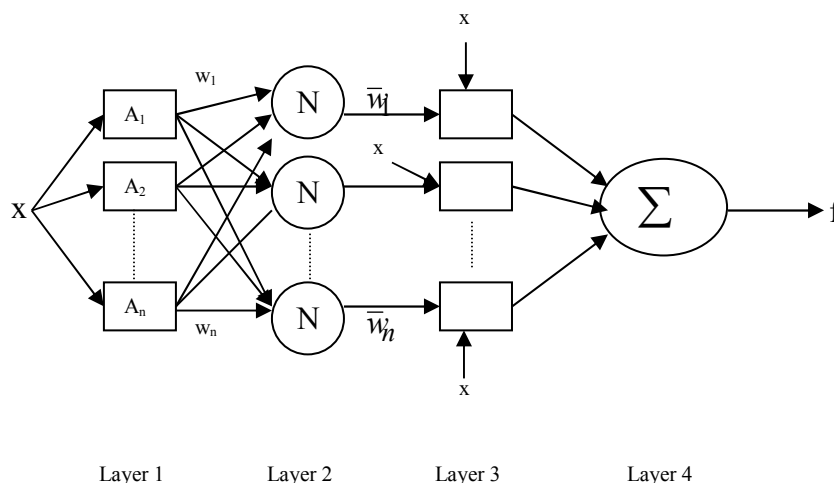 x
w₁
A₁
N
w̅₁
x
A₂
N
X
Σ
f
Aₙ
N
wₙ
w̅ₙ
x
Layer 1 Layer 2 Layer 3 Layer 4